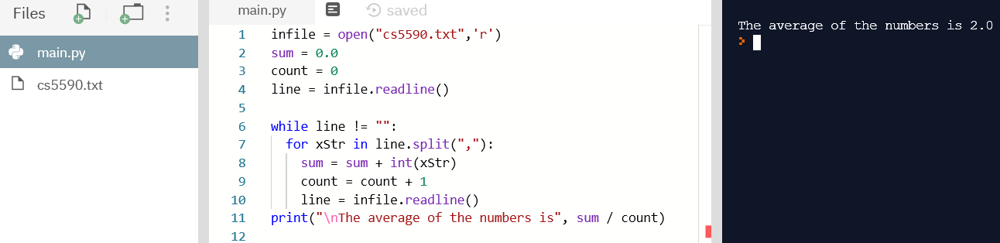 Files
main.py
cs5590.txt
main.py
saved
1 infile = open("cs5590.txt",'r')
2 sum = 0.0
3 count = 0
4 line = infile.readline()
5
6 while line != "":
7   for xStr in line.split(","):
8     sum = sum + int(xStr)
9     count = count + 1
10     line = infile.readline()
11 print("\nThe average of the numbers is", sum / count)
12
The average of the numbers is 2.0
>